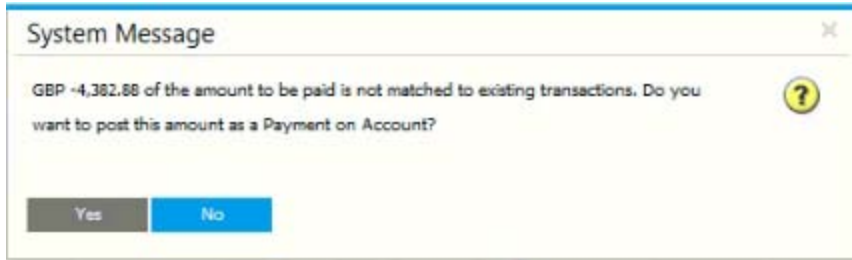 System Message
GBP -4,382.88 of the amount to be paid is not matched to existing transactions. Do you
want to post this amount as a Payment on Account?
Yes No